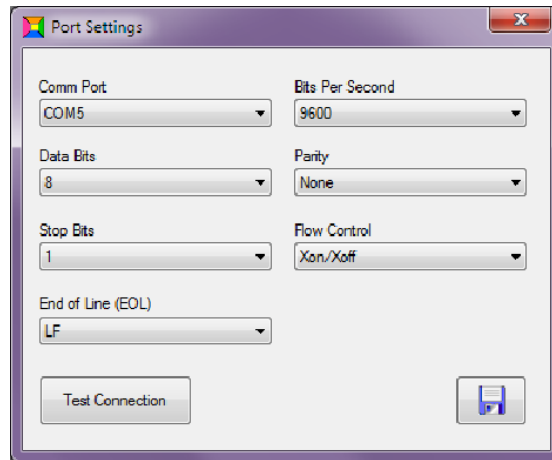 Port Settings
Comm Port
Bits Per Second
COM5
9600
Data Bits
Parity
8
None
Stop Bits
Flow Control
1
Xon/Xoff
End of Line (EOL)
LF
Test Connection